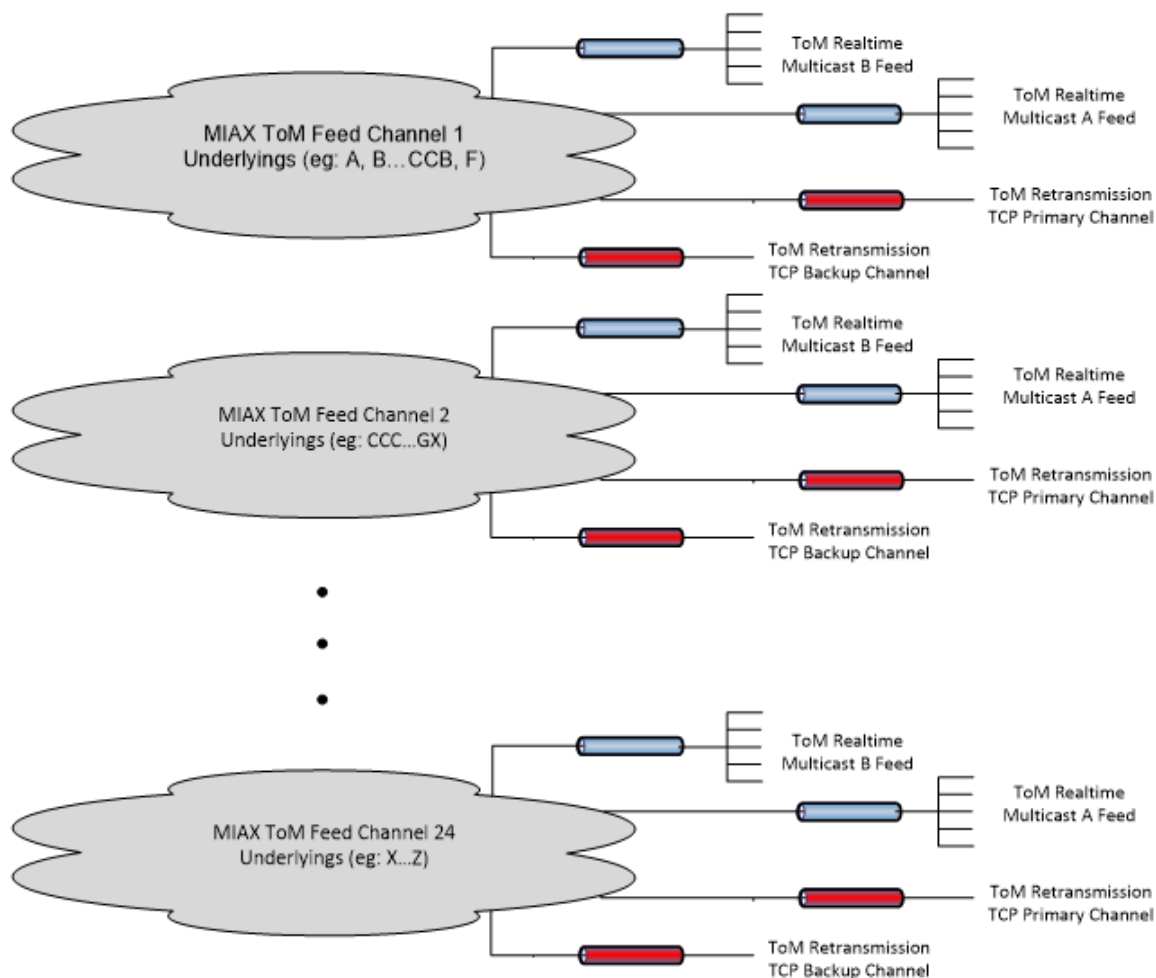 ToM Realtime
Multicast B Feed
ToM Realtime
Multicast A Feed
MIAX ToM Feed Channel 1
Underlyings (eg: A, B...CCB, F)
ToM Retransmission
TCP Primary Channel
ToM Retransmission
TCP Backup Channel
ToM Realtime
Multicast B Feed
ToM Realtime
Multicast A Feed
MIAX ToM Feed Channel 2
Underlyings (eg: CCC...GX)
ToM Retransmission
TCP Primary Channel
ToM Retransmission
TCP Backup Channel
ToM Realtime
Multicast B Feed
ToM Realtime
Multicast A Feed
MIAX ToM Feed Channel 24
Underlyings (eg: X...Z)
ToM Retransmission
TCP Primary Channel
ToM Retransmission
TCP Backup Channel